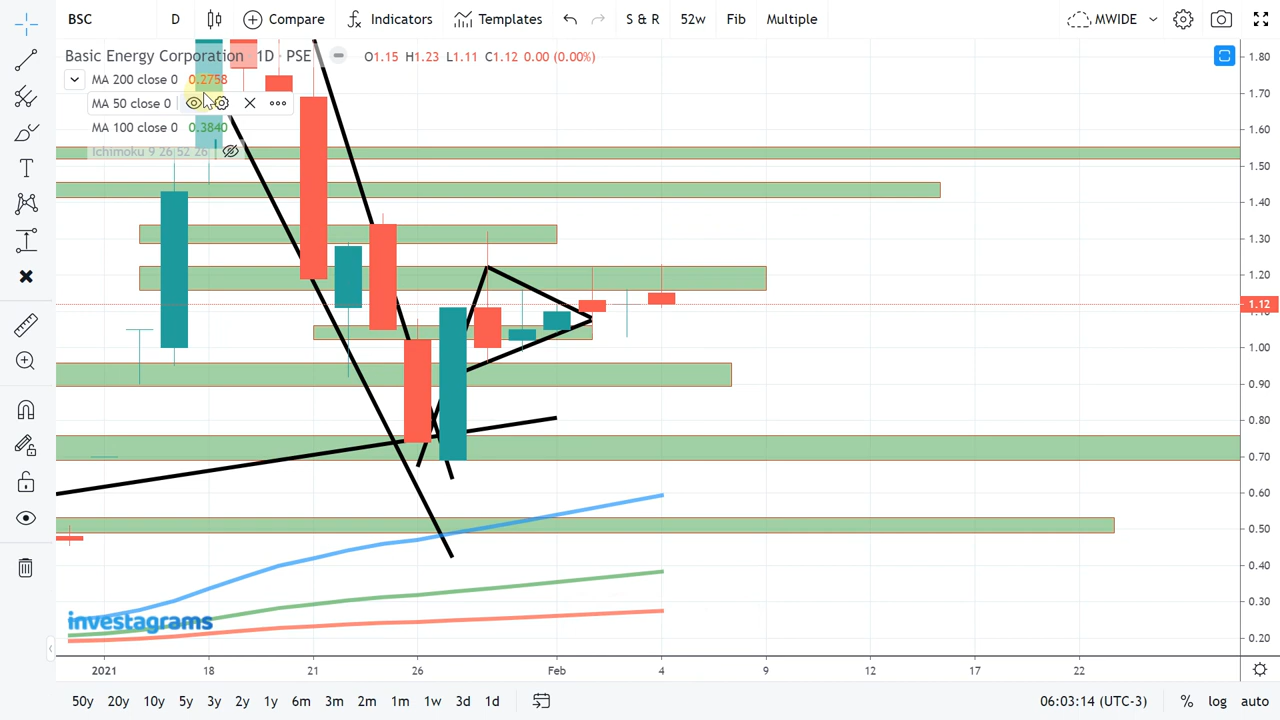 BSC D Compare Indicators Templates S & R 52w Fib Multiple MWIDE
Basic Energy Corporation 1D · PSE O1.15 H1.23 L1.11 C1.12 0.00 (0.00%)
MA 200 close 0 0.2758
MA 50 close 0
MA 100 close 0 0.3840
Ichimoku 9 26 52 26
1.80
1.70
1.60
1.50
1.40
1.30
1.20
1.12
1.10
1.00
0.90
0.80
0.70
0.60
0.50
0.40
0.30
0.20
investagrams
2021 18 21 26 Feb 4 9 12 17 22
50y 20y 10y 5y 3y 2y 1y 6m 3m 2m 1m 1w 3d 1d 06:03:14 (UTC-3) % log auto